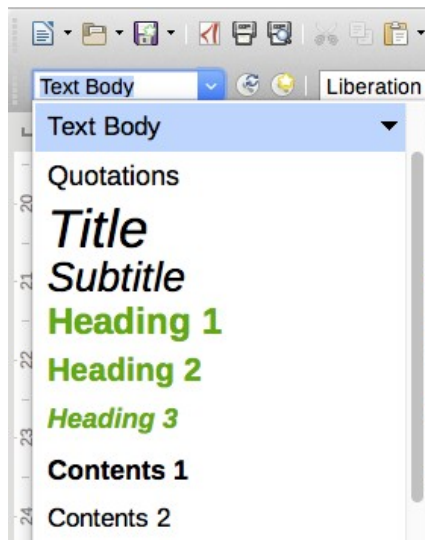 Text Body
Liberation
Text Body
Quotations
Title
Subtitle
Heading 1
Heading 2
Heading 3
Contents 1
Contents 2
20
21
22
23
24